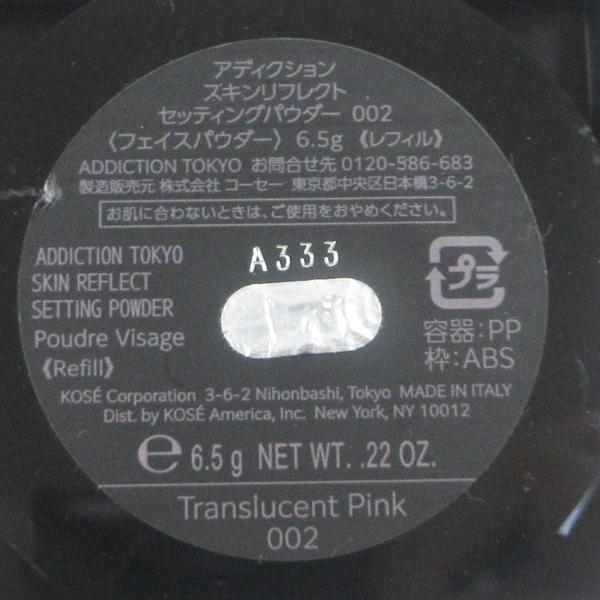 アディクション
スキンリフレクト
セッティングパウダー 002
〈フェイスパウダー〉 6.5g 《レフィル》
ADDICTION TOKYO お問合せ先 0120-586-683
製造販売元 株式会社 コーセー 東京都中央区日本橋3-6-2
お肌に合わないときは、ご使用をおやめください。
ADDICTION TOKYO
SKIN REFLECT
SETTING POWDER
Poudre Visage
《Refill》
A333
プラ
容器:PP
枠:ABS
KOSÉ Corporation 3-6-2 Nihonbashi, Tokyo MADE IN ITALY
Dist. by KOSÉ America, Inc. New York, NY 10012
℮ 6.5 g NET WT. .22 OZ.
Translucent Pink
002